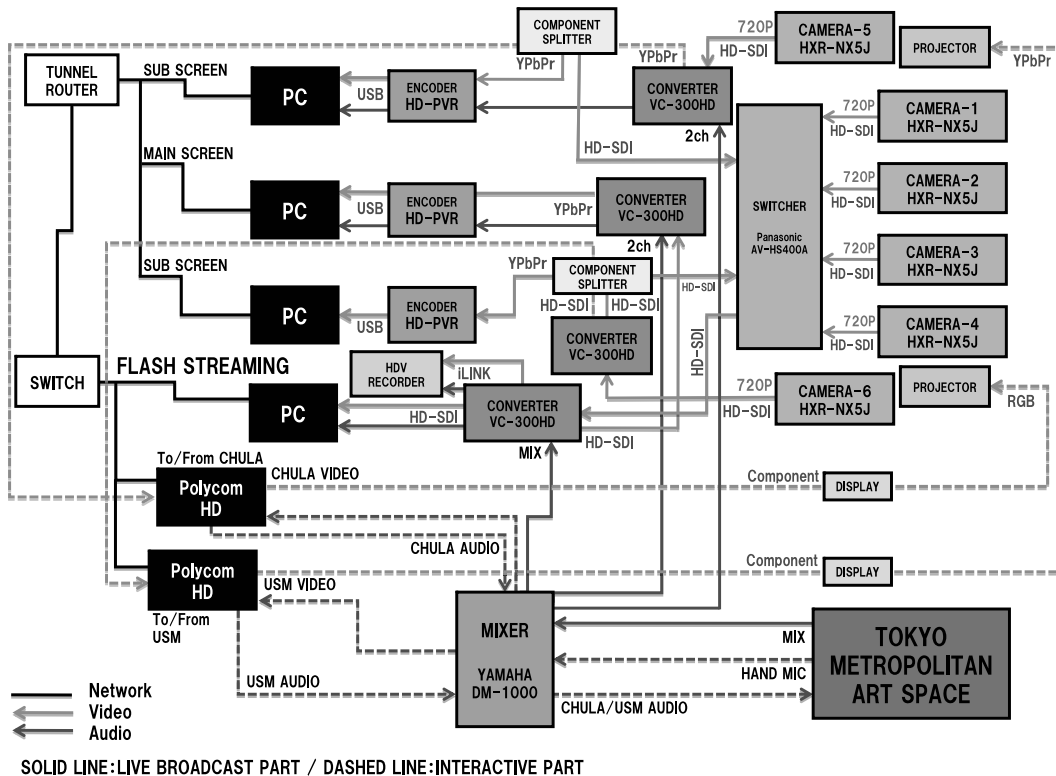 COMPONENT
SPLITTER
720P
CAMERA-5
HXR-NX5J
PROJECTOR
YPbPr
HD-SDI
YPbPr
YPbPr
TUNNEL
ROUTER
SUB SCREEN
PC
USB
ENCODER
HD-PVR
CONVERTER
VC-300HD
2ch
720P
HD-SDI
CAMERA-1
HXR-NX5J
HD-SDI
MAIN SCREEN
PC
USB
ENCODER
HD-PVR
YPbPr
CONVERTER
VC-300HD
2ch
SWITCHER
Panasonic
AV-HS400A
720P
HD-SDI
CAMERA-2
HXR-NX5J
720P
HD-SDI
CAMERA-3
HXR-NX5J
SUB SCREEN
PC
USB
ENCODER
HD-PVR
YPbPr
COMPONENT
SPLITTER
HD-SDI
HD-SDI
HD-SDI
CONVERTER
VC-300HD
HD-SDI
720P
HD-SDI
CAMERA-4
HXR-NX5J
SWITCH
FLASH STREAMING
PC
HDV
RECORDER
iLINK
HD-SDI
CONVERTER
VC-300HD
HD-SDI
MIX
720P
HD-SDI
CAMERA-6
HXR-NX5J
PROJECTOR
RGB
To/From CHULA
Polycom
HD
CHULA VIDEO
Component
DISPLAY
CHULA AUDIO
Polycom
HD
To/From
USM
USM VIDEO
Component
DISPLAY
USM AUDIO
MIXER
YAMAHA
DM-1000
MIX
HAND MIC
CHULA/USM AUDIO
TOKYO
METROPOLITAN
ART SPACE
Network
Video
Audio
SOLID LINE:LIVE BROADCAST PART / DASHED LINE:INTERACTIVE PART